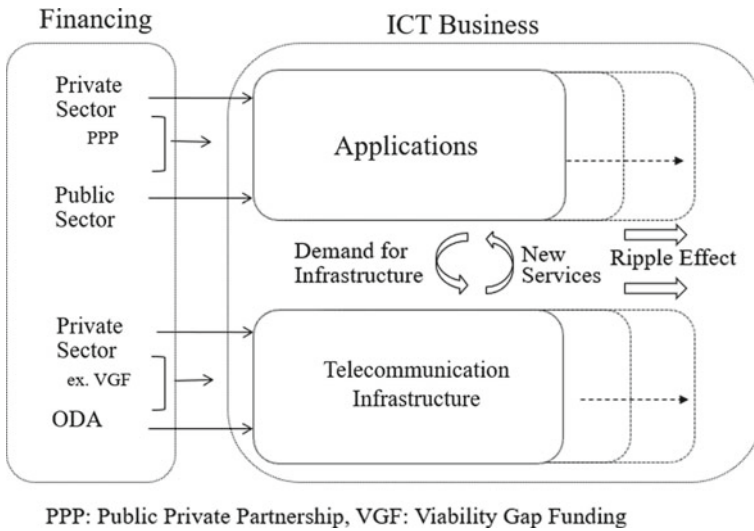 Financing
ICT Business
Private
Sector
PPP
Public
Sector
Applications
Demand for
Infrastructure
New
Services
Ripple Effect
Private
Sector
ex. VGF
ODA
Telecommunication
Infrastructure
PPP: Public Private Partnership, VGF: Viability Gap Funding